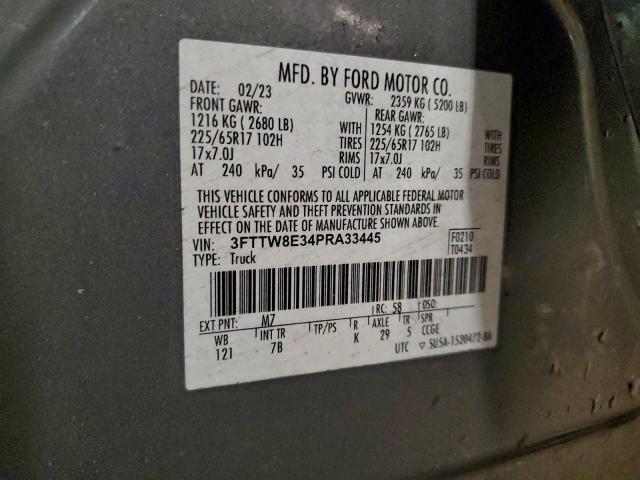 MFD. BY FORD MOTOR CO.
DATE: 02/23 GVWR: 2359 KG ( 5200 LB)
FRONT GAWR: REAR GAWR:
1216 KG ( 2680 LB) WITH 1254 KG ( 2765 LB) WITH
225/65R17 102H TIRES 225/65R17 102H TIRES
17x7.0J RIMS 17x7.0J RIMS
AT 240 kPa/ 35 PSI COLD AT 240 kPa/ 35 PSI COLD
THIS VEHICLE CONFORMS TO ALL APPLICABLE FEDERAL MOTOR
VEHICLE SAFETY AND THEFT PREVENTION STANDARDS IN
EFFECT ON THE DATE OF MANUFACTURE SHOWN ABOVE.
VIN: 3FTTW8E34PRA33445 F0210
TYPE: Truck T0434
EXT PNT: M7 RC: 58 DSO:
WB INT TR TP/PS R AXLE TR SPR
121 7B K 29 5 CCGE
UTC ▽ SU5A-1520472-BA